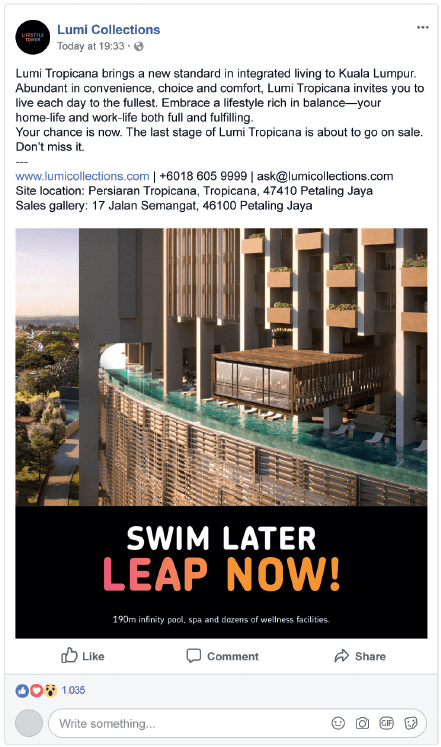 LIFESTYLE
TOWER
Lumi Collections
Today at 19:33 ·
Lumi Tropicana brings a new standard in integrated living to Kuala Lumpur.
Abundant in convenience, choice and comfort, Lumi Tropicana invites you to
live each day to the fullest. Embrace a lifestyle rich in balance—your
home-life and work-life both full and fulfilling.
Your chance is now. The last stage of Lumi Tropicana is about to go on sale.
Don't miss it.
---
www.lumicollections.com | +6018 605 9999 | ask@lumicollections.com
Site location: Persiaran Tropicana, Tropicana, 47410 Petaling Jaya
Sales gallery: 17 Jalan Semangat, 46100 Petaling Jaya
SWIM LATER
LEAP NOW!
190m infinity pool, spa and dozens of wellness facilities.
Like Comment Share
1.035
Write something...
GIF